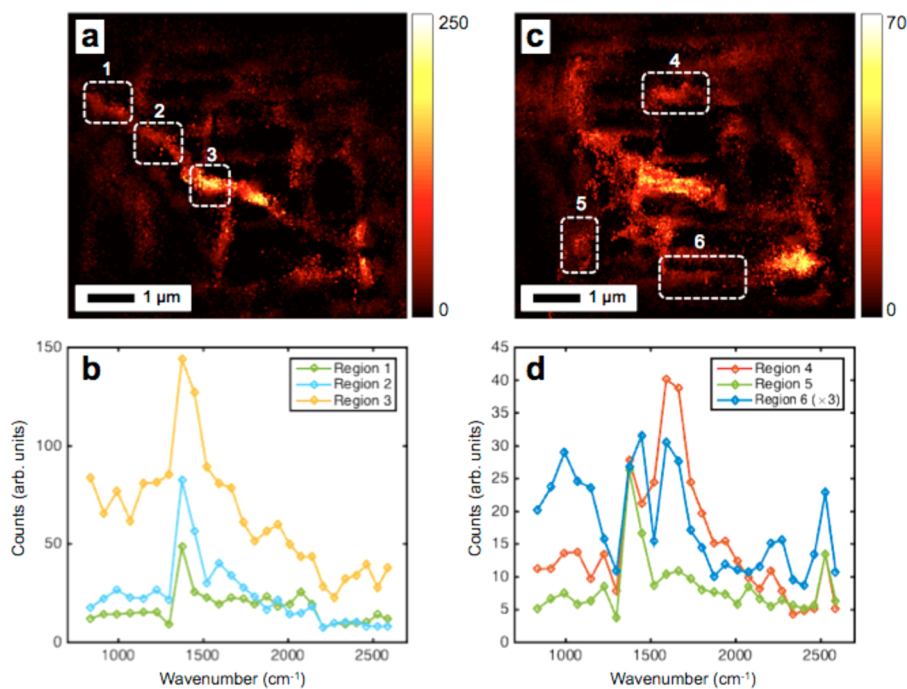 a
250
1
2
3
1 µm
0
c
70
4
5
6
1 µm
0
b
150
100
50
0
Counts (arb. units)
Region 1
Region 2
Region 3
1000 1500 2000 2500
Wavenumber (cm⁻¹)
d
45
40
35
30
25
20
15
10
5
0
Counts (arb. units)
Region 4
Region 5
Region 6 (×3)
1000 1500 2000 2500
Wavenumber (cm⁻¹)